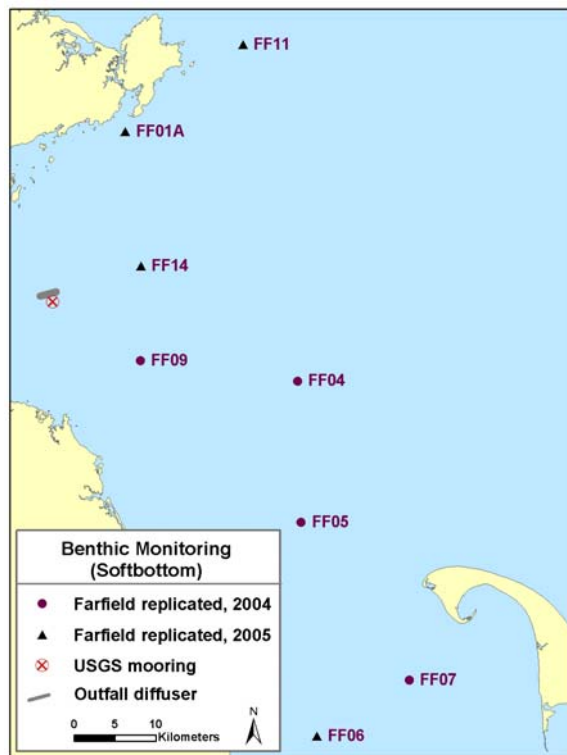 FF11
FF01A
FF14
FF09
FF04
FF05
Benthic Monitoring
(Softbottom)
Farfield replicated, 2004
Farfield replicated, 2005
USGS mooring
Outfall diffuser
0 5 10
Kilometers
N
FF07
FF06